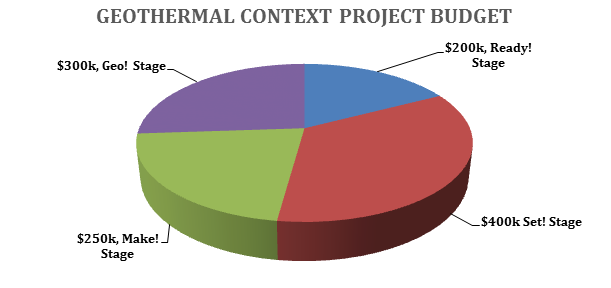 GEOTHERMAL CONTEXT PROJECT BUDGET
$200k, Ready!
Stage
$300k, Geo!  Stage
$400k Set! Stage
$250k, Make!
Stage